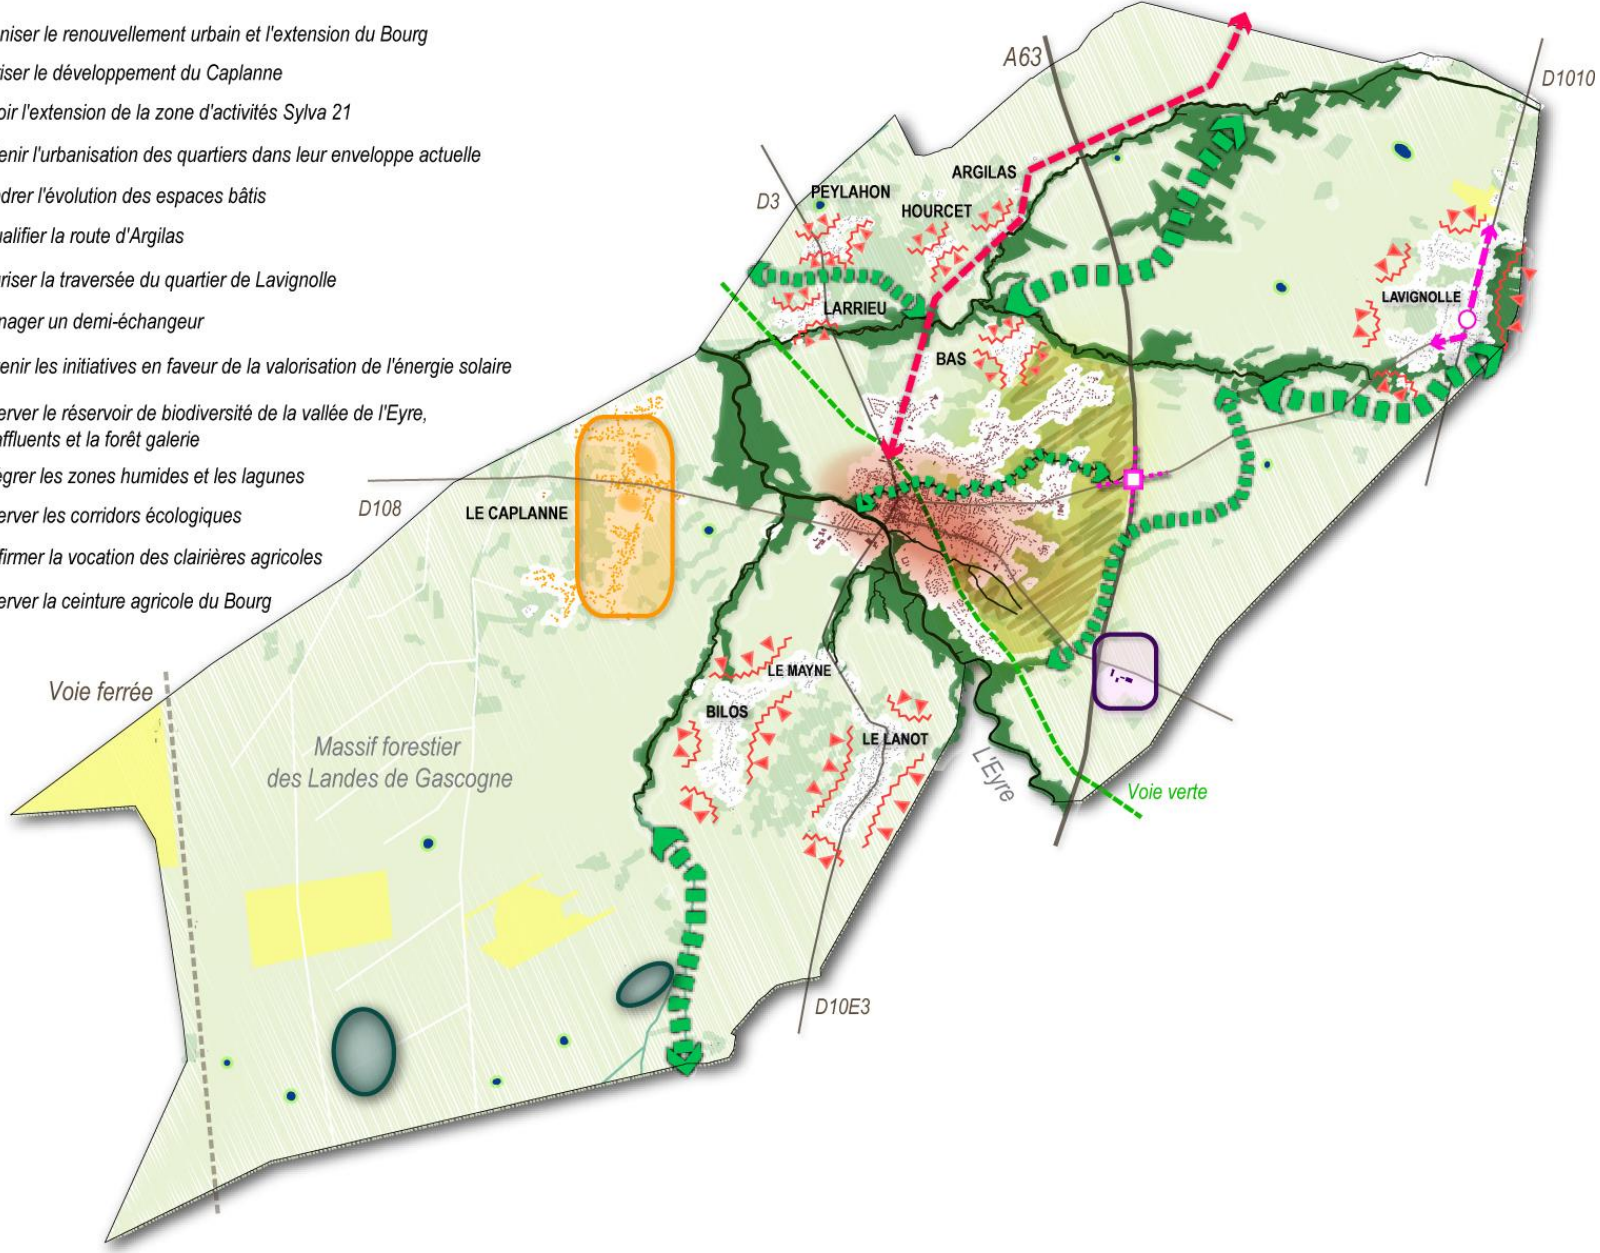 niser le renouvellement urbain et l'extension du Bourg
iser le développement du Caplanne
oir l'extension de la zone d'activités Sylva 21
enir l'urbanisation des quartiers dans leur enveloppe actuelle
drer l'évolution des espaces bâtis
ualifier la route d'Argilas
riser la traversée du quartier de Lavignolle
nager un demi-échangeur
enir les initiatives en faveur de la valorisation de l'énergie solaire
erver le réservoir de biodiversité de la vallée de l'Eyre,
affluents et la forêt galerie
égrer les zones humides et les lagunes
erver les corridors écologiques
firmer la vocation des clairières agricoles
erver la ceinture agricole du Bourg
A63
D1010
ARGILAS
PEYLAHON
D3
HOURCET
LAVIGNOLLE
LARRIEU
BAS
D108
LE CAPLANNE
LE MAYNE
Voie ferrée
BILOS
LE LANOT
Massif forestier
des Landes de Gascogne
L'Eyre
Voie verte
D10E3